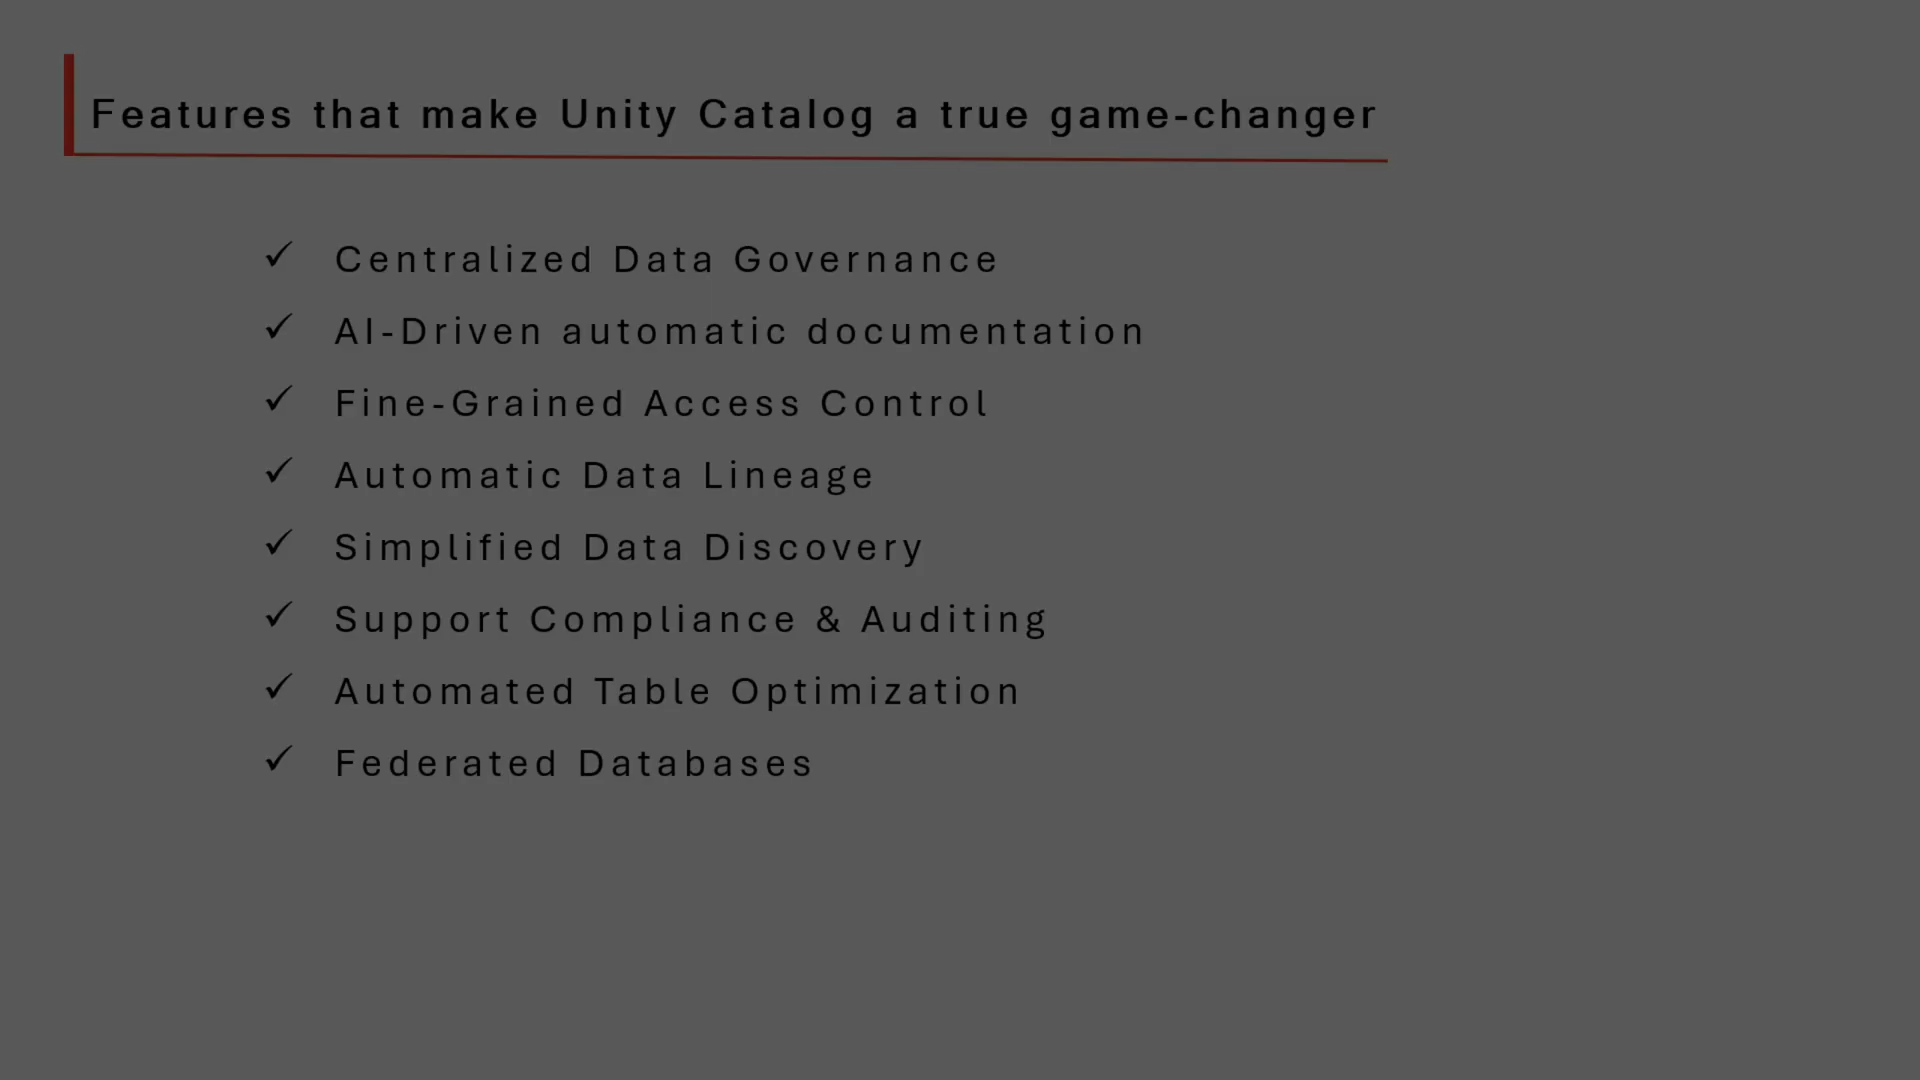 Features that make Unity Catalog a true game-changer
✓ Centralized Data Governance
✓ AI-Driven automatic documentation
✓ Fine-Grained Access Control
✓ Automatic Data Lineage
✓ Simplified Data Discovery
✓ Support Compliance & Auditing
✓ Automated Table Optimization
✓ Federated Databases